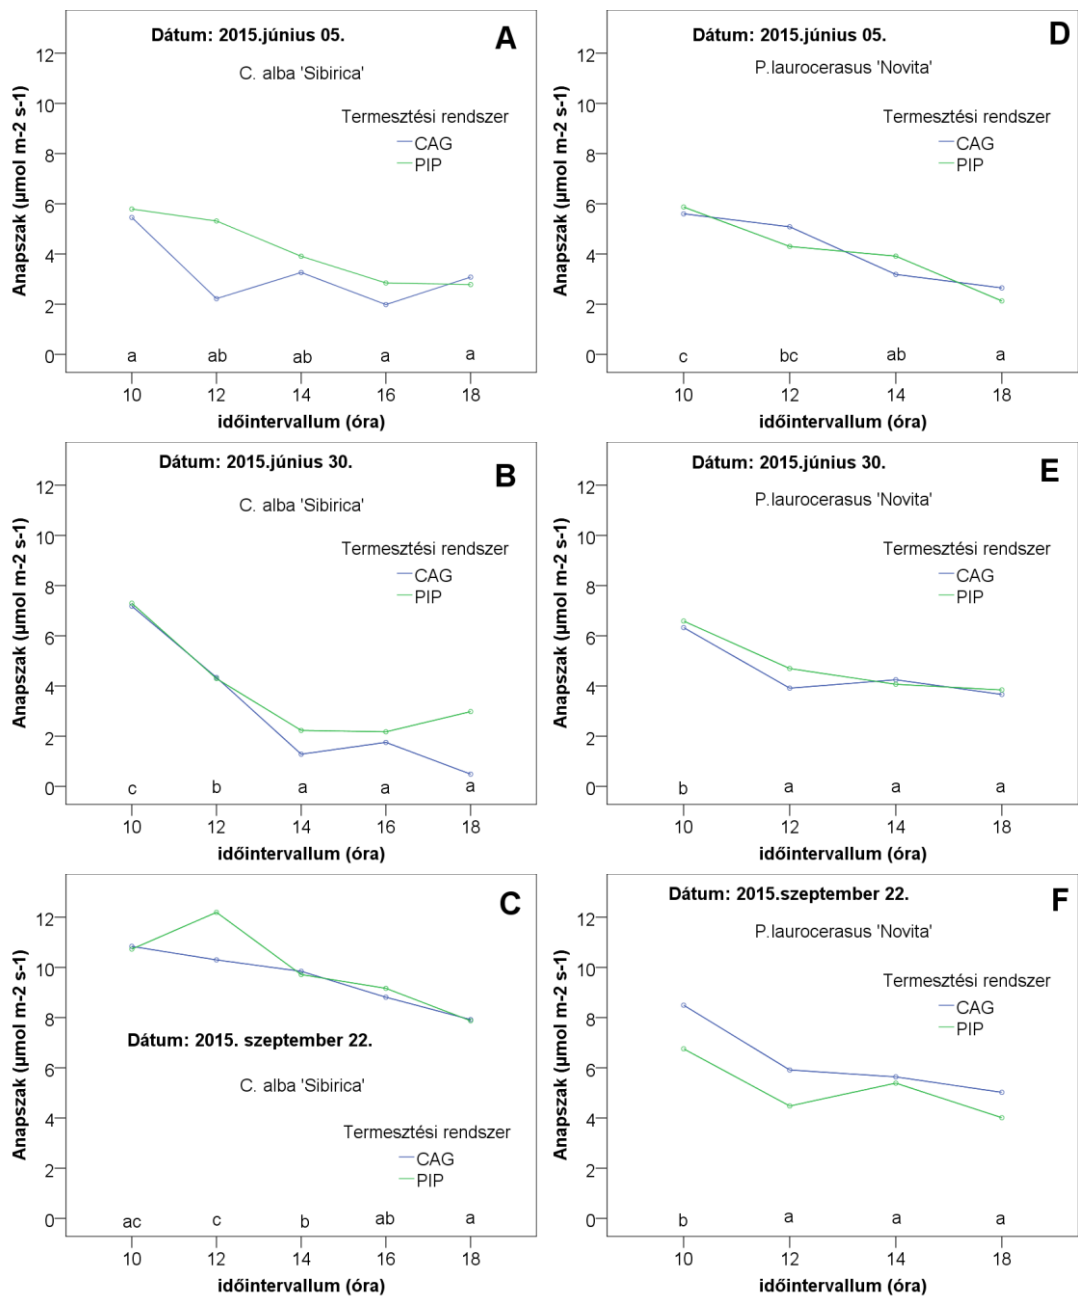 Dátum: 2015.június 05.
A
C. alba 'Sibirica'
Termesztési rendszer
CAG
PIP
Anapszak (µmol m-2 s-1)
12
10
8
6
4
2
0
a ab ab a a
10 12 14 16 18
időintervallum (óra)
Dátum: 2015.június 05.
D
P.laurocerasus 'Novita'
Termesztési rendszer
CAG
PIP
Anapszak (µmol m-2 s-1)
12
10
8
6
4
2
0
c bc ab a
10 12 14 18
időintervallum (óra)
Dátum: 2015.június 30.
B
C. alba 'Sibirica'
Termesztési rendszer
CAG
PIP
Anapszak (µmol m-2 s-1)
12
10
8
6
4
2
0
c b a a a
10 12 14 16 18
időintervallum (óra)
Dátum: 2015.június 30.
E
P.laurocerasus 'Novita'
Termesztési rendszer
CAG
PIP
Anapszak (µmol m-2 s-1)
12
10
8
6
4
2
0
b a a a
10 12 14 18
időintervallum (óra)
C
Dátum: 2015. szeptember 22.
C. alba 'Sibirica'
Termesztési rendszer
CAG
PIP
Anapszak (µmol m-2 s-1)
12
10
8
6
4
2
0
ac c b ab a
10 12 14 16 18
időintervallum (óra)
Dátum: 2015.szeptember 22.
F
P.laurocerasus 'Novita'
Termesztési rendszer
CAG
PIP
Anapszak (µmol m-2 s-1)
12
10
8
6
4
2
0
b a a a
10 12 14 18
időintervallum (óra)